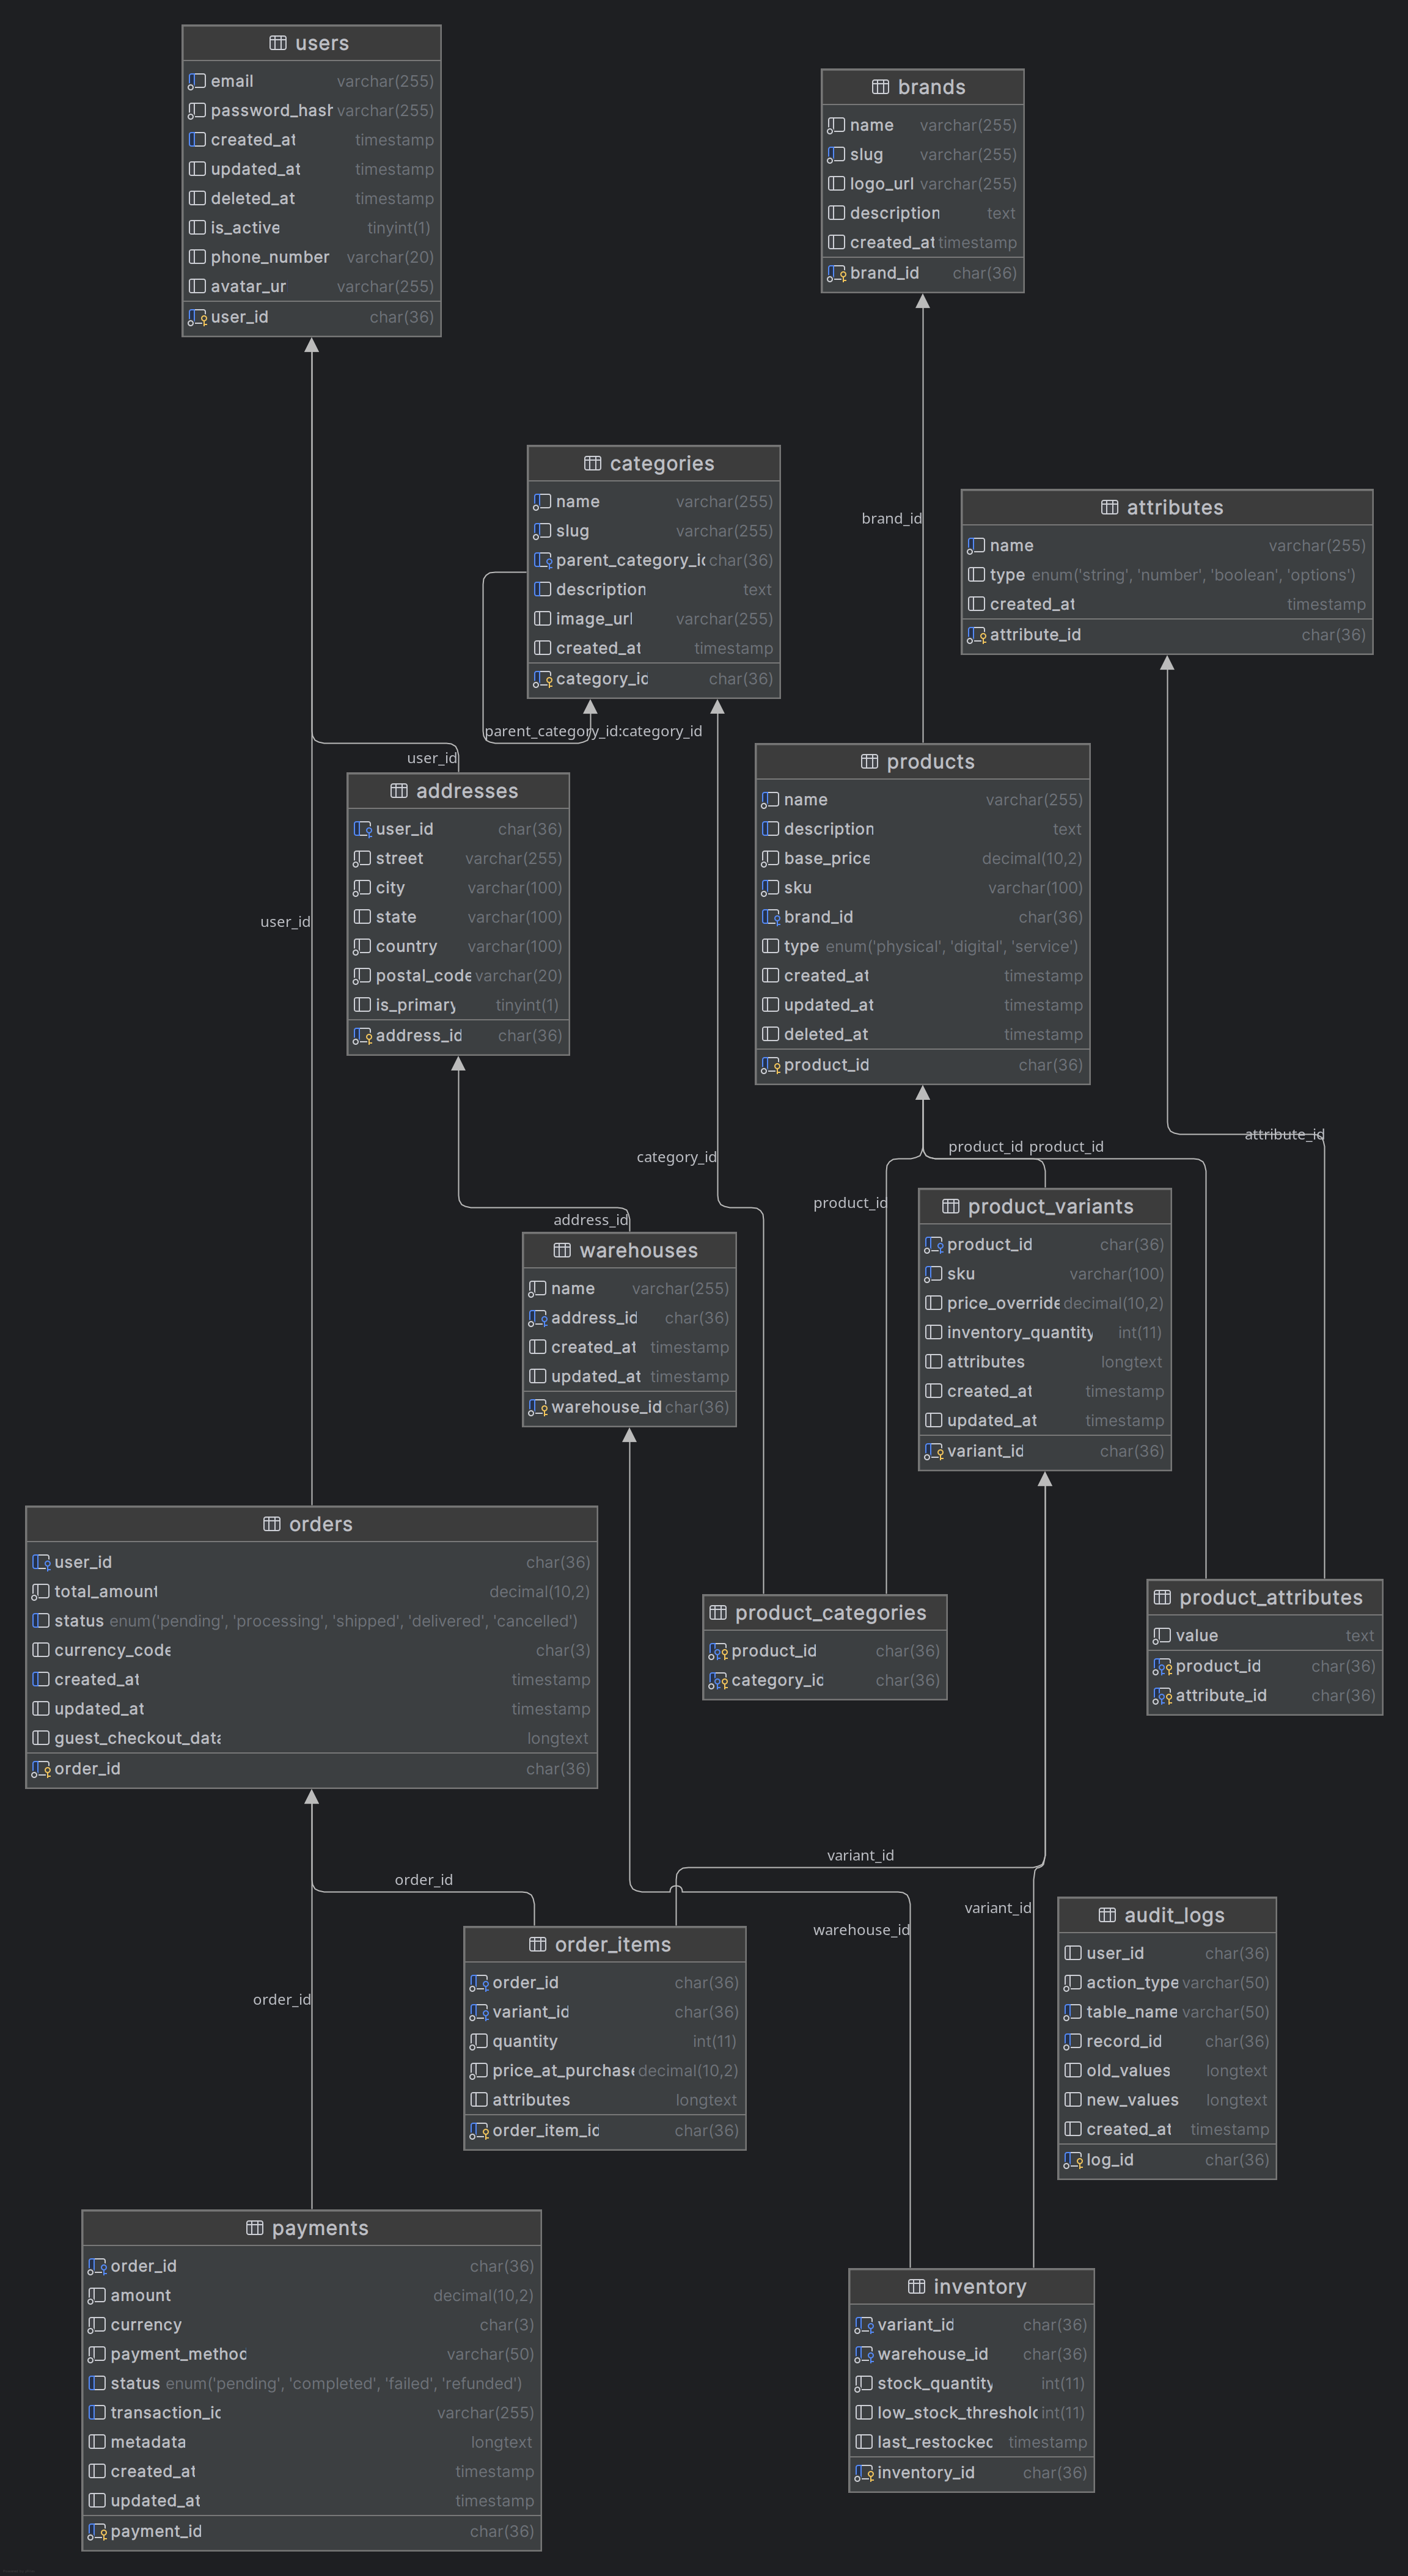 users
email varchar(255)
password_hash varchar(255)
created_at timestamp
updated_at timestamp
deleted_at timestamp
is_active tinyint(1)
phone_number varchar(20)
avatar_ur varchar(255)
user_id char(36)
brands
name varchar(255)
slug varchar(255)
logo_url varchar(255)
description text
created_at timestamp
brand_id char(36)
categories
name varchar(255)
slug varchar(255)
parent_category_id char(36)
description text
image_url varchar(255)
created_at timestamp
category_id char(36)
parent_category_id:category_id
brand_id
attributes
name varchar(255)
type enum('string', 'number', 'boolean', 'options')
created_at timestamp
attribute_id char(36)
user_id
addresses
user_id char(36)
street varchar(255)
city varchar(100)
state varchar(100)
country varchar(100)
postal_code varchar(20)
is_primary tinyint(1)
address_id char(36)
user_id
products
name varchar(255)
description text
base_price decimal(10,2)
sku varchar(100)
brand_id char(36)
type enum('physical', 'digital', 'service')
created_at timestamp
updated_at timestamp
deleted_at timestamp
product_id char(36)
attribute_id
category_id
product_id product_id
product_id
address_id
warehouses
name varchar(255)
address_id char(36)
created_at timestamp
updated_at timestamp
warehouse_id char(36)
product_variants
product_id char(36)
sku varchar(100)
price_override decimal(10,2)
inventory_quantity int(11)
attributes longtext
created_at timestamp
updated_at timestamp
variant_id char(36)
orders
user_id char(36)
total_amount decimal(10,2)
status enum('pending', 'processing', 'shipped', 'delivered', 'cancelled')
currency_code char(3)
created_at timestamp
updated_at timestamp
guest_checkout_data longtext
order_id char(36)
product_categories
product_id char(36)
category_id char(36)
product_attributes
value text
product_id char(36)
attribute_id char(36)
order_id
variant_id
warehouse_id
variant_id
order_id
order_items
order_id char(36)
variant_id char(36)
quantity int(11)
price_at_purchase decimal(10,2)
attributes longtext
order_item_id char(36)
audit_logs
user_id char(36)
action_type varchar(50)
table_name varchar(50)
record_id char(36)
old_values longtext
new_values longtext
created_at timestamp
log_id char(36)
payments
order_id char(36)
amount decimal(10,2)
currency char(3)
payment_method varchar(50)
status enum('pending', 'completed', 'failed', 'refunded')
transaction_id varchar(255)
metadata longtext
created_at timestamp
updated_at timestamp
payment_id char(36)
inventory
variant_id char(36)
warehouse_id char(36)
stock_quantity int(11)
low_stock_threshold int(11)
last_restocked timestamp
inventory_id char(36)